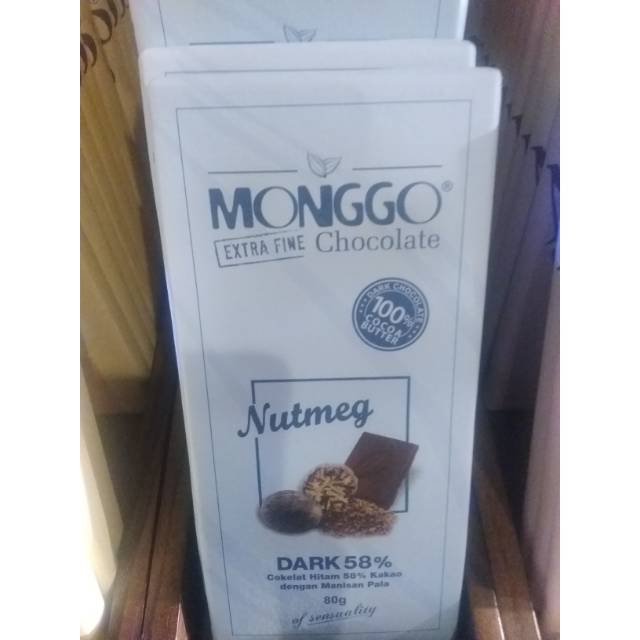 MONGGO®
EXTRA FINE Chocolate
DARK CHOCOLATE
100%
COCOA
BUTTER
Nutmeg
DARK 58%
Cokelat Hitam 58% Kakao
dengan Manisan Pala
80g
of sensuality